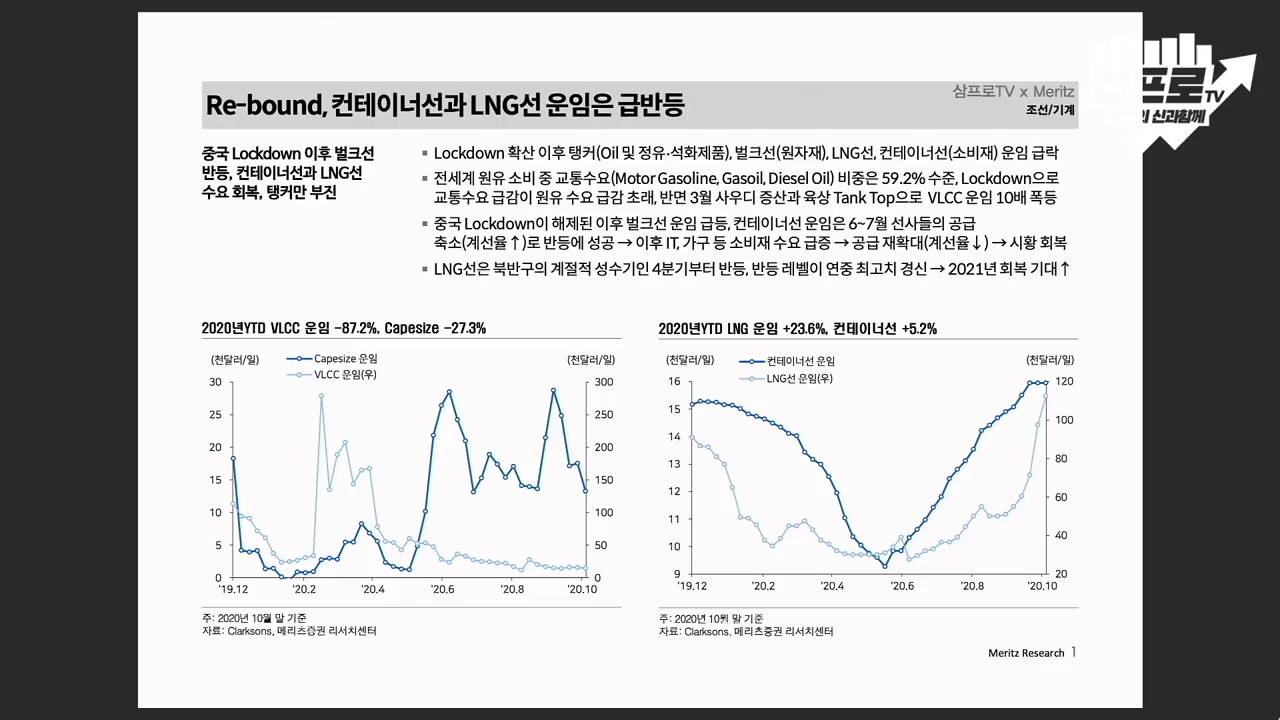 Re-bound, 컨테이너선과 LNG선 운임은 급반등
삼프로TV x Meritz
조선/기계
프로TV
의 신과함께
중국 Lockdown 이후 벌크선
반등, 컨테이너선과 LNG선
수요 회복, 탱커만 부진
▪ Lockdown 확산 이후 탱커(Oil 및 정유·석화제품), 벌크선(원자재), LNG선, 컨테이너선(소비재) 운임 급락
▪ 전세계 원유 소비 중 교통수요(Motor Gasoline, Gasoil, Diesel Oil) 비중은 59.2% 수준, Lockdown으로
교통수요 급감이 원유 수요 급감 초래, 반면 3월 사우디 증산과 육상 Tank Top으로 VLCC 운임 10배 폭등
▪ 중국 Lockdown이 해제된 이후 벌크선 운임 급등, 컨테이너선 운임은 6~7월 선사들의 공급
축소(계선율↑)로 반등에 성공 → 이후 IT, 가구 등 소비재 수요 급증 → 공급 재확대(계선율↓) → 시황 회복
▪ LNG선은 북반구의 계절적 성수기인 4분기부터 반등, 반등 레벨이 연중 최고치 경신 → 2021년 회복 기대↑
2020년YTD VLCC 운임 -87.2%, Capesize -27.3%
(천달러/일)
Capesize 운임
VLCC 운임(우)
(천달러/일)
30
25
20
15
10
5
0
300
250
200
150
100
50
0
'19.12 '20.2 '20.4 '20.6 '20.8 '20.10
주: 2020년 10월 말 기준
자료: Clarksons, 메리츠증권 리서치센터
2020년YTD LNG 운임 +23.6%, 컨테이너선 +5.2%
(천달러/일)
컨테이너선 운임
LNG선 운임(우)
(천달러/일)
16
15
14
13
12
11
10
9
120
100
80
60
40
20
'19.12 '20.2 '20.4 '20.6 '20.8 '20.10
주: 2020년 10월 말 기준
자료: Clarksons, 메리츠증권 리서치센터
Meritz Research 1